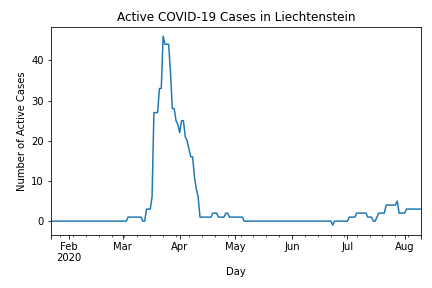 Active COVID-19 Cases in Liechtenstein
Number of Active Cases
40
30
20
10
0
Feb Mar Apr May Jun Jul Aug
2020
Day